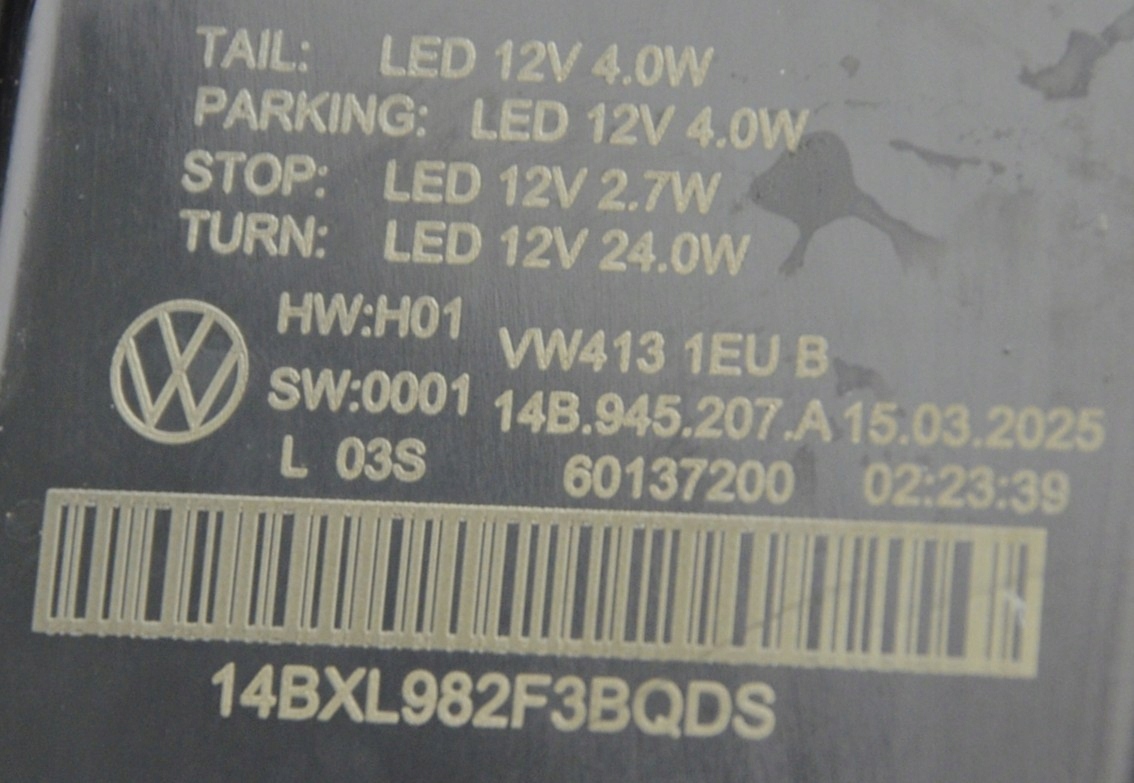 TAIL: LED 12V 4.0W
PARKING: LED 12V 4.0W
STOP: LED 12V 2.7W
TURN: LED 12V 24.0W
HW:H01 VW413 1EU B
SW:0001 14B.945.207.A 15.03.2025
L 03S 60137200 02:23:39
14BXL982F3BQDS